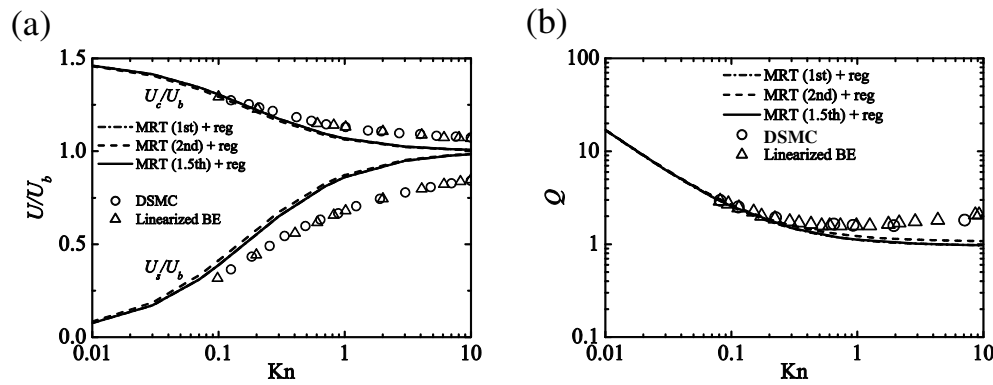 (a)
1.5
1.0
0.5
0.0
U/U_b
U_c/U_b
MRT (1st) + reg
MRT (2nd) + reg
MRT (1.5th) + reg
DSMC
Linearized BE
U_s/U_b
0.01
0.1
1
10
Kn
(b)
100
10
1
0.1
Q
MRT (1st) + reg
MRT (2nd) + reg
MRT (1.5th) + reg
DSMC
Linearized BE
0.01
0.1
1
10
Kn